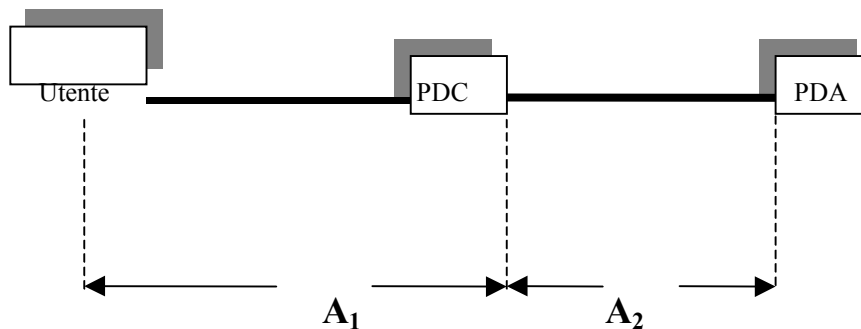 Utente
PDC
PDA
A₁
A₂